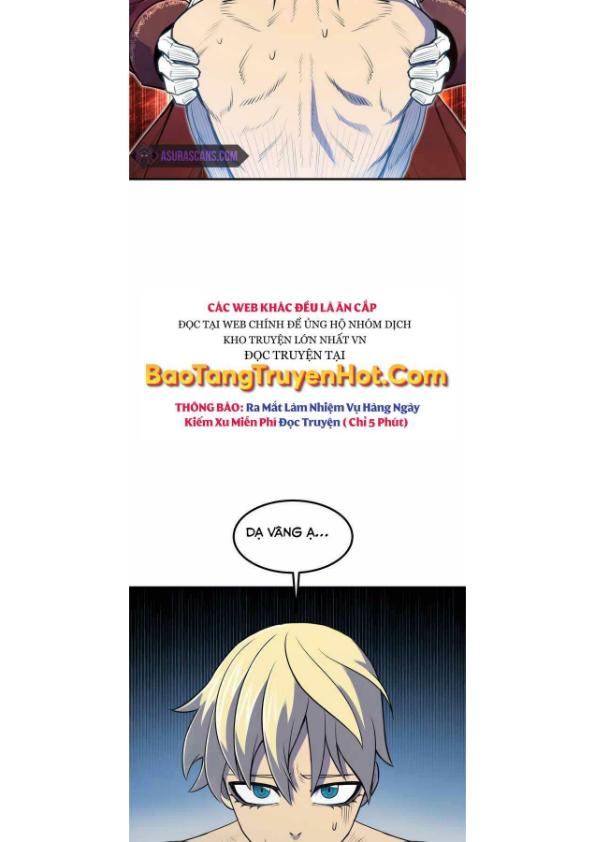 ASURASCANS.COM
CÁC WEB KHÁC ĐỀU LÀ ĂN CẮP
ĐỌC TẠI WEB CHÍNH ĐỂ ỦNG HỘ NHÓM DỊCH
KHO TRUYỆN LỚN NHẤT VN
ĐỌC TRUYỆN TẠI
BaoTangTruyenHot.Com
THÔNG BÁO: Ra Mắt Làm Nhiệm Vụ Hàng Ngày
Kiếm Xu Miễn Phí Đọc Truyện ( Chỉ 5 Phút)
DẠ VÂNG Ạ...